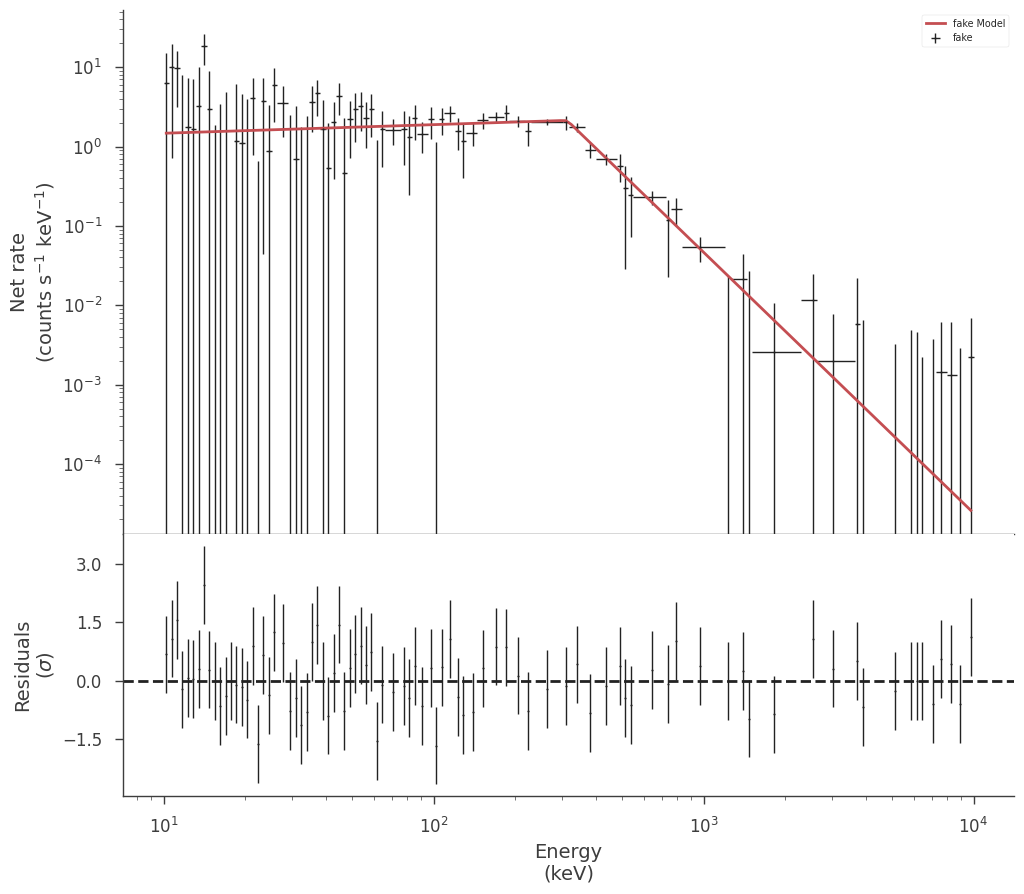 fake Model
fake
10¹
10⁰
10⁻¹
10⁻²
10⁻³
10⁻⁴
Net rate
(counts s⁻¹ keV⁻¹)
3.0
1.5
0.0
−1.5
Residuals
(σ)
10¹ 10² 10³ 10⁴
Energy
(keV)